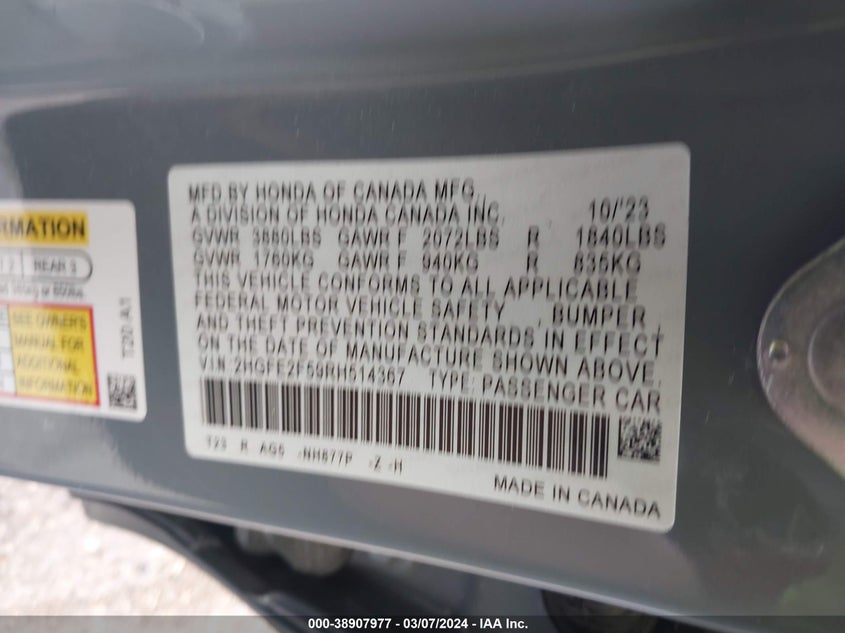 MFD BY HONDA OF CANADA MFG.,
A DIVISION OF HONDA CANADA INC. 10/'23
GVWR 3880LBS GAWR F 2072LBS R 1840LBS
GVWR 1760KG GAWR F 940KG R 835KG
THIS VEHICLE CONFORMS TO ALL APPLICABLE
FEDERAL MOTOR VEHICLE SAFETY , BUMPER ,
AND THEFT PREVENTION STANDARDS IN EFFECT
ON THE DATE OF MANUFACTURE SHOWN ABOVE.
VIN 2HGFE2F59RH514367 TYPE: PASSENGER CAR
T23 R AG5 -NH877P -Z -H
MADE IN CANADA
RMATION
2 REAR 3
SEE OWNER'S
MANUAL FOR
ADDITIONAL
INFORMATION
T20 A1
000-38907977 — 03/07/2024 — IAA Inc.